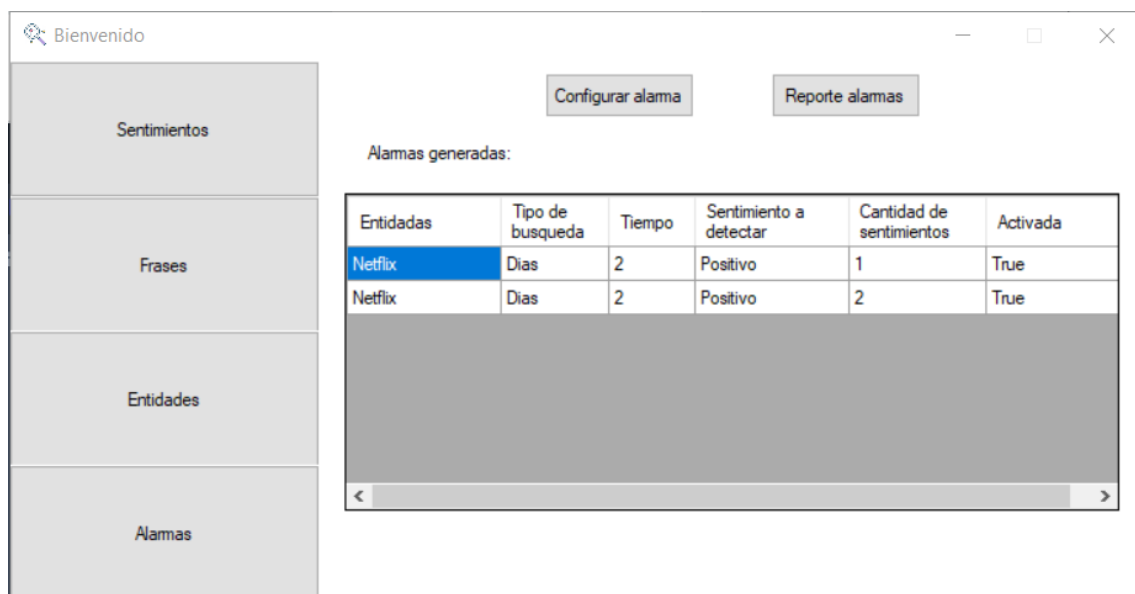 Bienvenido
Sentimientos
Frases
Entidades
Alarmas
Configurar alarma
Reporte alarmas
Alarmas generadas:
Entidadas
Tipo de
busqueda
Tiempo
Sentimiento a
detectar
Cantidad de
sentimientos
Activada
Netflix Dias 2 Positivo 1 True
Netflix Dias 2 Positivo 2 True